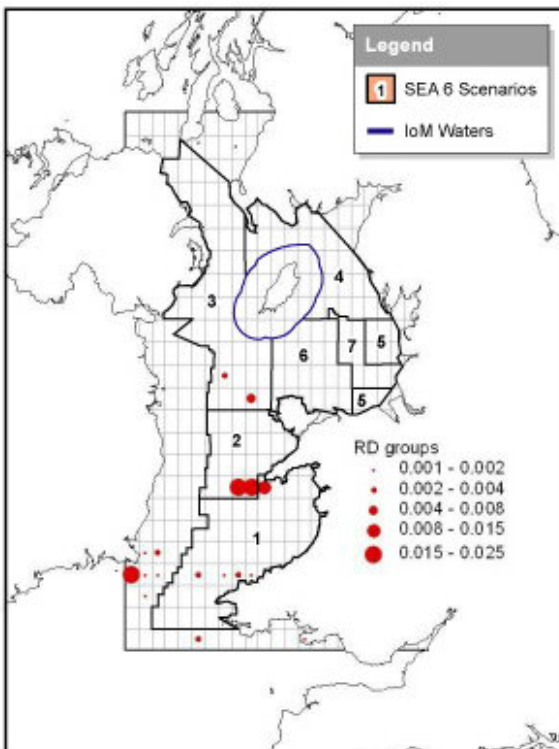 Legend
1 SEA 6 Scenarios
IoM Waters
4
3
7
5
6
5
2
RD groups
0.001 - 0.002
0.002 - 0.004
0.004 - 0.008
0.008 - 0.015
0.015 - 0.025
1